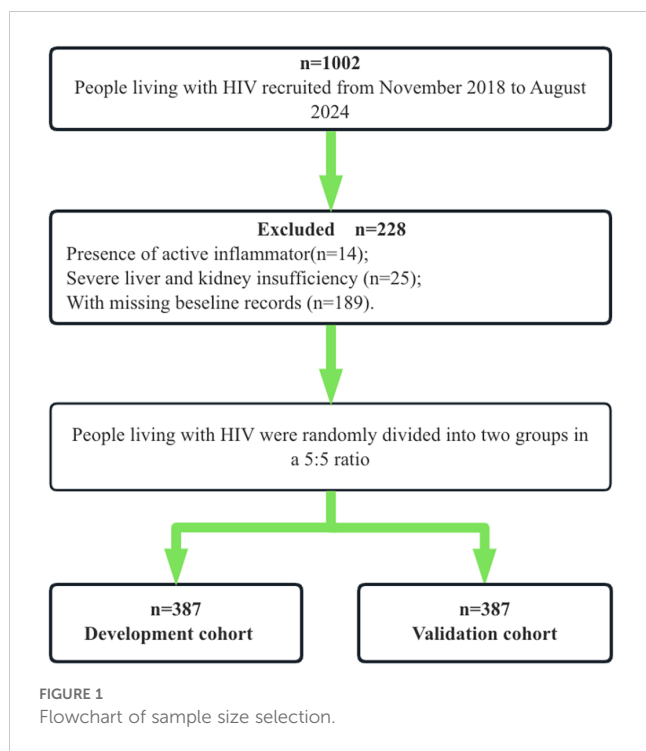 n=1002
People living with HIV recruited from November 2018 to August
2024
Excluded n=228
Presence of active inflammator(n=14);
Severe liver and kidney insufficiency (n=25);
With missing beseline records (n=189).
People living with HIV were randomly divided into two groups in
a 5:5 ratio
n=387
Development cohort
n=387
Validation cohort
FIGURE 1
Flowchart of sample size selection.